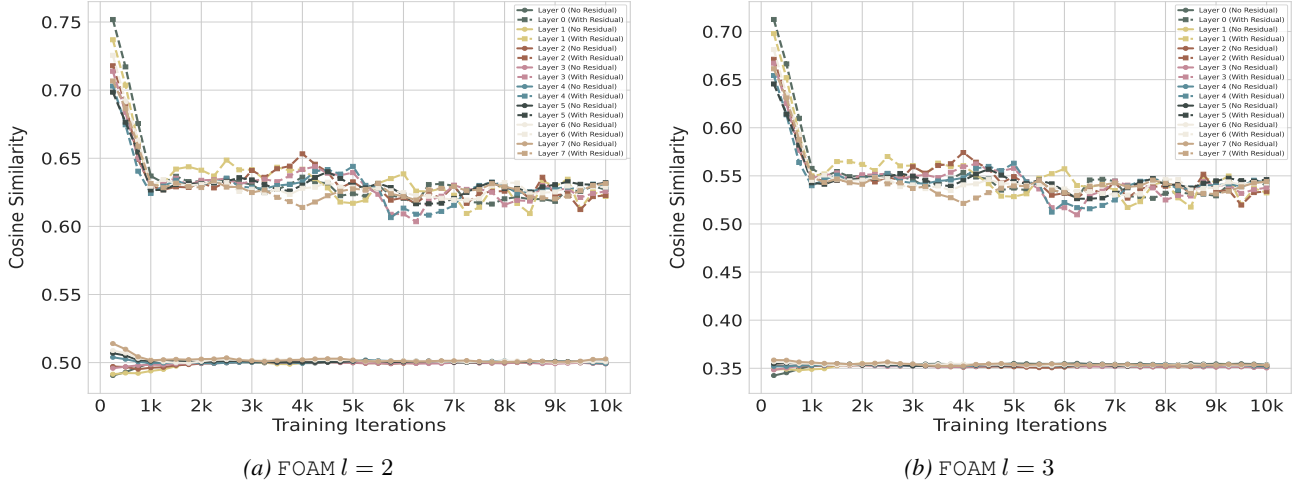 0.75
0.70
0.65
0.60
0.55
0.50
Cosine Similarity
0
1k
2k
3k
4k
5k
6k
7k
8k
9k
10k
Training Iterations
Layer 0 (No Residual)
Layer 0 (With Residual)
Layer 1 (No Residual)
Layer 1 (With Residual)
Layer 2 (No Residual)
Layer 2 (With Residual)
Layer 3 (No Residual)
Layer 3 (With Residual)
Layer 4 (No Residual)
Layer 4 (With Residual)
Layer 5 (No Residual)
Layer 5 (With Residual)
Layer 6 (No Residual)
Layer 6 (With Residual)
Layer 7 (No Residual)
Layer 7 (With Residual)
(a) FOAM l = 2
0.70
0.65
0.60
0.55
0.50
0.45
0.40
0.35
Cosine Similarity
0
1k
2k
3k
4k
5k
6k
7k
8k
9k
10k
Training Iterations
Layer 0 (No Residual)
Layer 0 (With Residual)
Layer 1 (No Residual)
Layer 1 (With Residual)
Layer 2 (No Residual)
Layer 2 (With Residual)
Layer 3 (No Residual)
Layer 3 (With Residual)
Layer 4 (No Residual)
Layer 4 (With Residual)
Layer 5 (No Residual)
Layer 5 (With Residual)
Layer 6 (No Residual)
Layer 6 (With Residual)
Layer 7 (No Residual)
Layer 7 (With Residual)
(b) FOAM l = 3